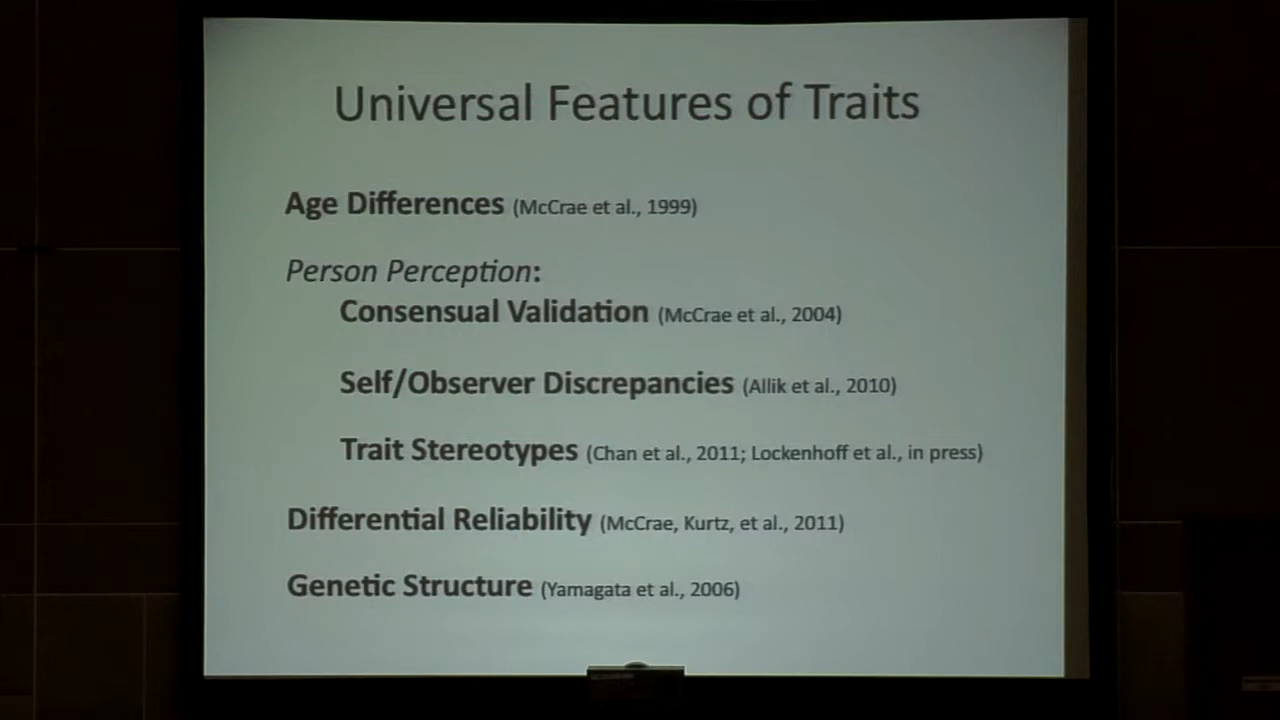 Universal Features of Traits
Age Differences (McCrae et al., 1999)
Person Perception:
Consensual Validation (McCrae et al., 2004)
Self/Observer Discrepancies (Allik et al., 2010)
Trait Stereotypes (Chan et al., 2011; Lockenhoff et al., in press)
Differential Reliability (McCrae, Kurtz, et al., 2011)
Genetic Structure (Yamagata et al., 2006)